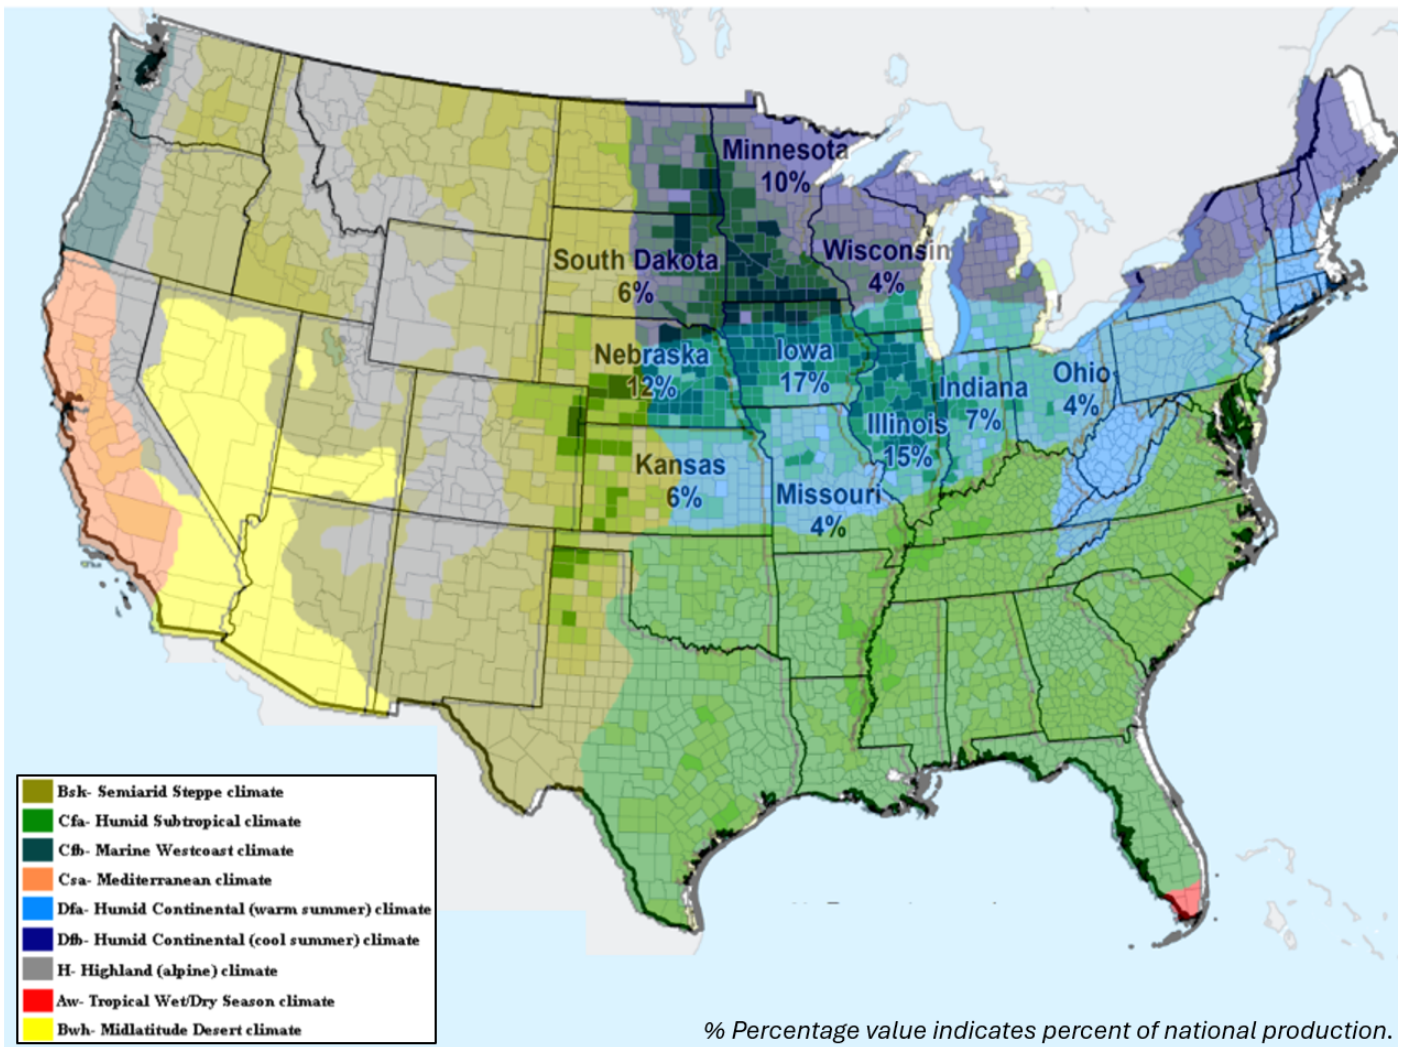 Minnesota
10%
Wisconsin
4%
South Dakota
6%
Nebraska
12%
Iowa
17%
Indiana
7%
Ohio
4%
Illinois
15%
Kansas
6%
Missouri
4%
Bsk- Semiarid Steppe climate
Cfa- Humid Subtropical climate
Cfb- Marine Westcoast climate
Csa- Mediterranean climate
Dfa- Humid Continental (warm summer) climate
Dfb- Humid Continental (cool summer) climate
H- Highland (alpine) climate
Aw- Tropical Wet/Dry Season climate
Bwh- Midlatitude Desert climate
% Percentage value indicates percent of national production.